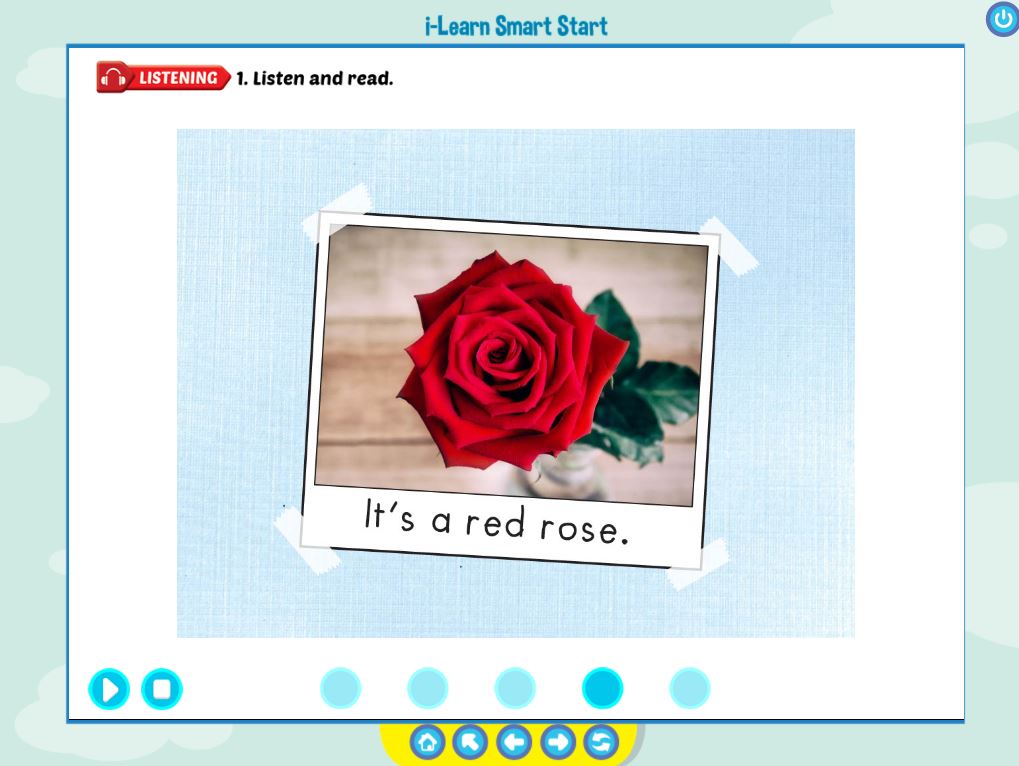 i-Learn Smart Start
LISTENING 1. Listen and read.
It's a red rose.